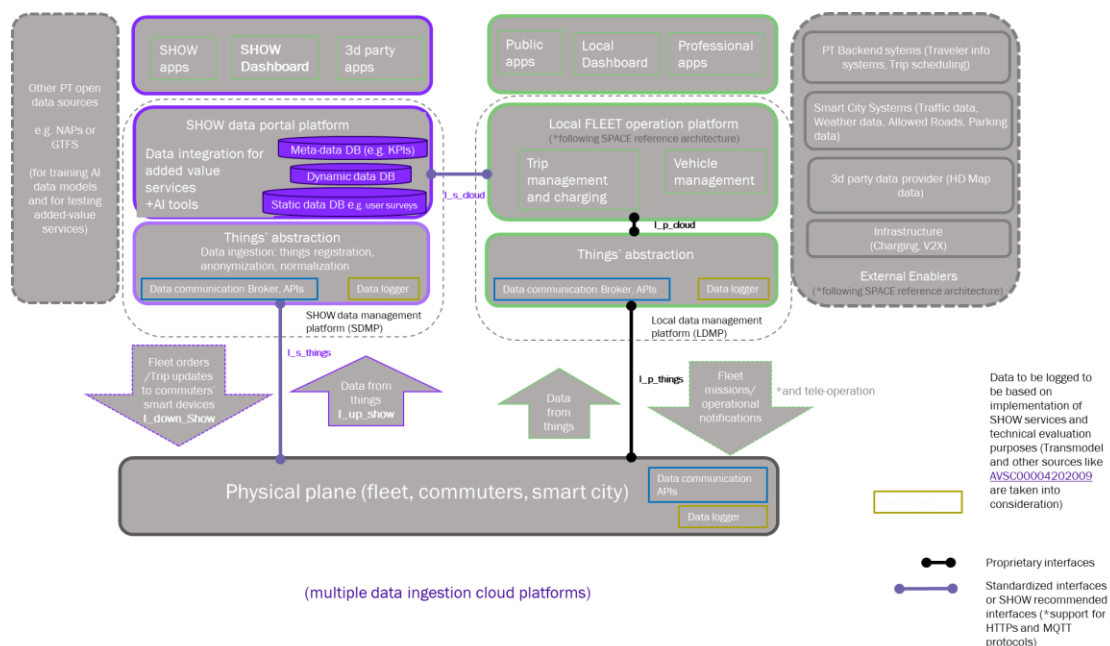 Other PT open
data sources
e.g. NAPs or
GTFS
(for training AI
data models
and for testing
added-value
services)
SHOW
apps
SHOW
Dashboard
3d party
apps
SHOW data portal platform
Data integration for
added value
services
+AI tools
Meta-data DB (e.g. KPIs)
Dynamic data DB
Static data DB e.g. user surveys
Things' abstraction
Data ingestion: things registration,
anonymization, normalization
Data communication Broker, APIs
Data logger
SHOW data management
platform (SDMP)
I_s_cloud
Public
apps
Local
Dashboard
Professional
apps
Local FLEET operation platform
(*following SPACE reference architecture)
Trip
management
and charging
Vehicle
management
I_p_cloud
Things' abstraction
Data communication Broker, APIs
Data logger
Local data management
platform (LDMP)
PT Backend sytems (Traveler info
systems, Trip scheduling)
Smart City Systems (Traffic data,
Weather data, Allowed Roads, Parking
data)
3d party data provider (HD Map
data)
Infrastructure
(Charging, V2X)
External Enablers
(*following SPACE reference architecture)
Fleet orders
/Trip updates
to commuters'
smart devices
I_down_Show
I_s_things
Data from
things
I_up_show
Data
from
things
I_p_things
Fleet
missions/
operational
notifications
*and tele-operation
Physical plane (fleet, commuters, smart city)
Data communication
APIs
Data logger
(multiple data ingestion cloud platforms)
Data to be logged to
be based on
implementation of
SHOW services and
technical evaluation
purposes (Transmodel
and other sources like
AVSC00004202009
are taken into
consideration)
Proprietary interfaces
Standardized interfaces
or SHOW recommended
interfaces (*support for
HTTPs and MQTT
protocols)